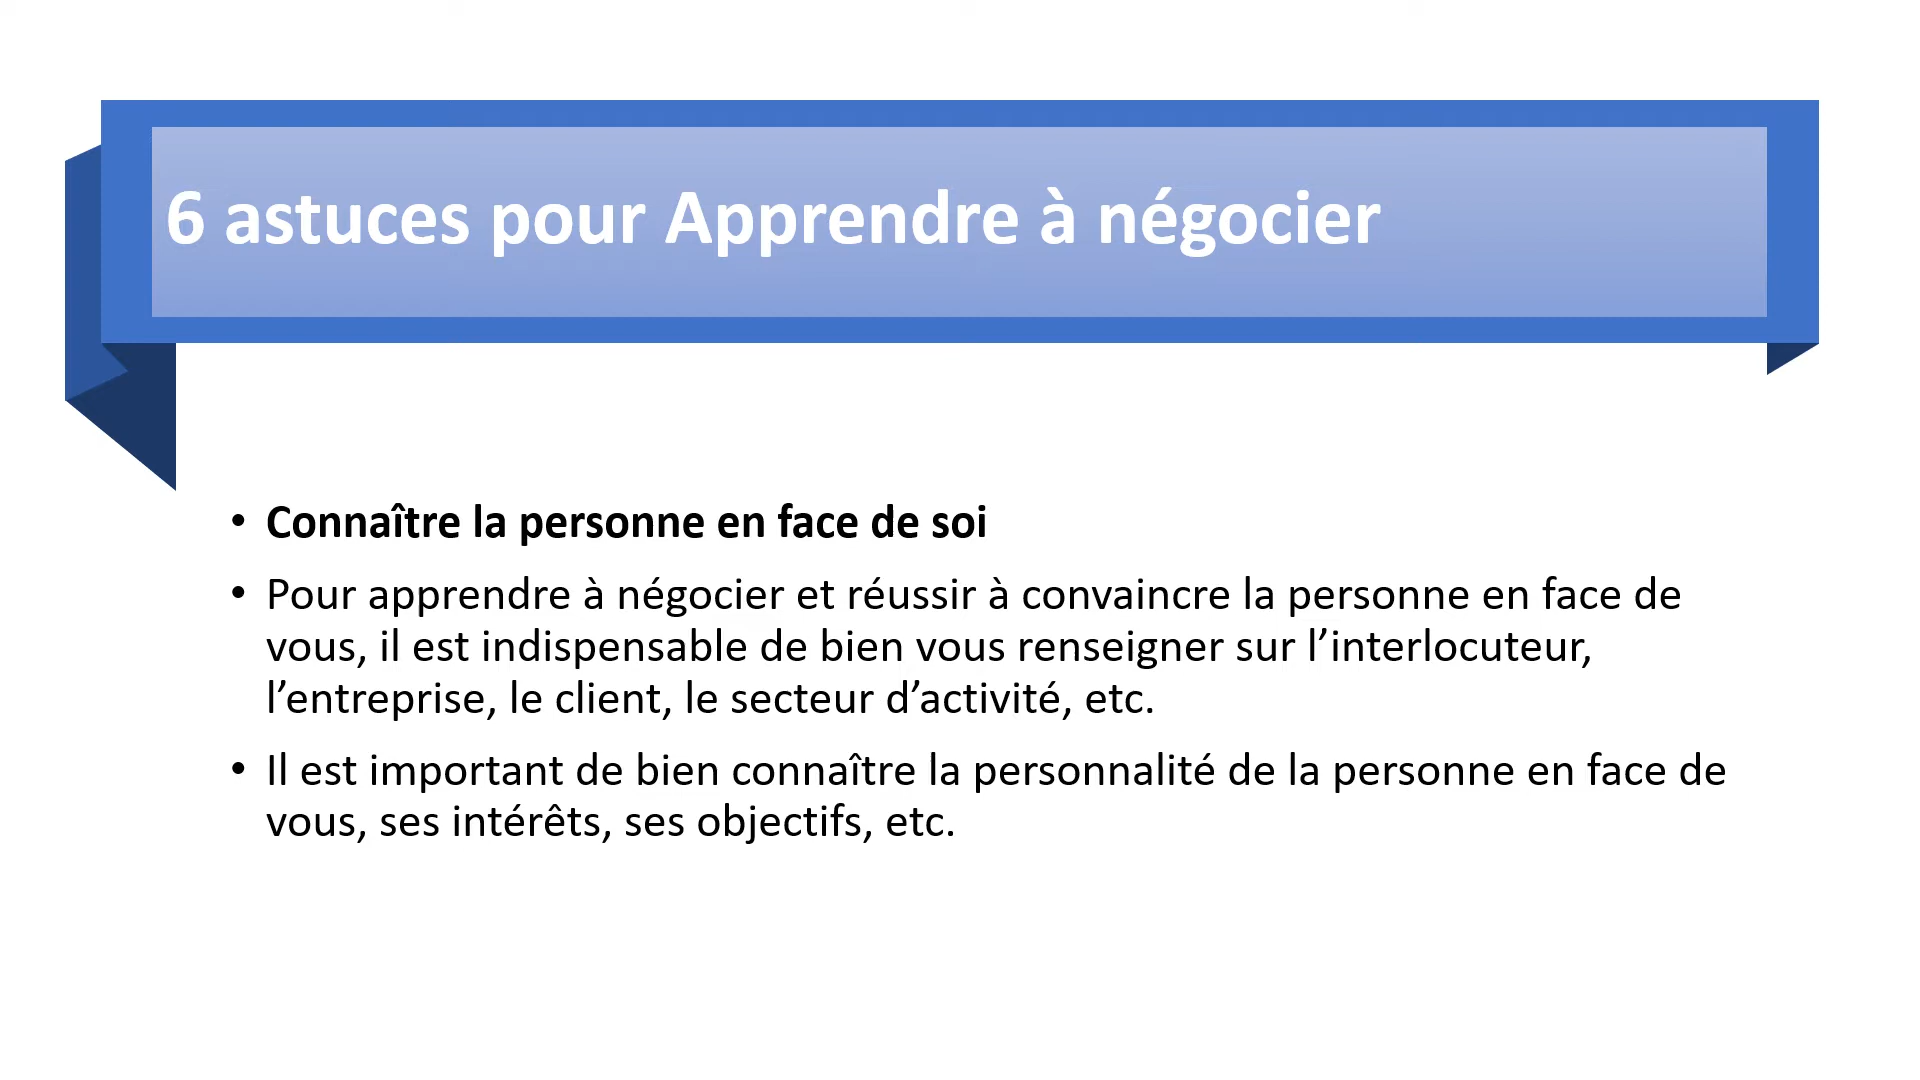 6 astuces pour Apprendre à négocier
• Connaître la personne en face de soi
• Pour apprendre à négocier et réussir à convaincre la personne en face de
vous, il est indispensable de bien vous renseigner sur l’interlocuteur,
l’entreprise, le client, le secteur d’activité, etc.
• Il est important de bien connaître la personnalité de la personne en face de
vous, ses intérêts, ses objectifs, etc.